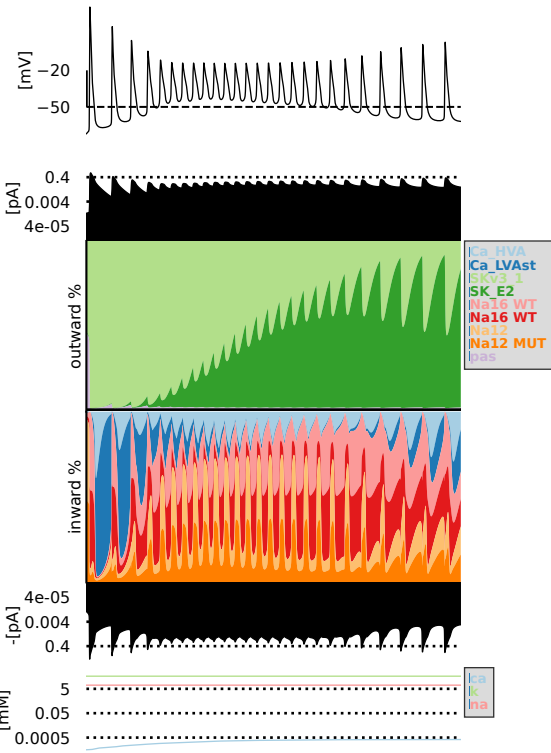 [mV]
−20
−50
[pA]
0.4
0.004
4e-05
outward %
Ca_HVA
Ca_LVAst
SKv3_1
SK_E2
Na16 WT
Na16 WT
Na12
Na12 MUT
pas
inward %
-[pA]
4e-05
0.004
0.4
[mM]
5
0.05
0.0005
ca
k
na